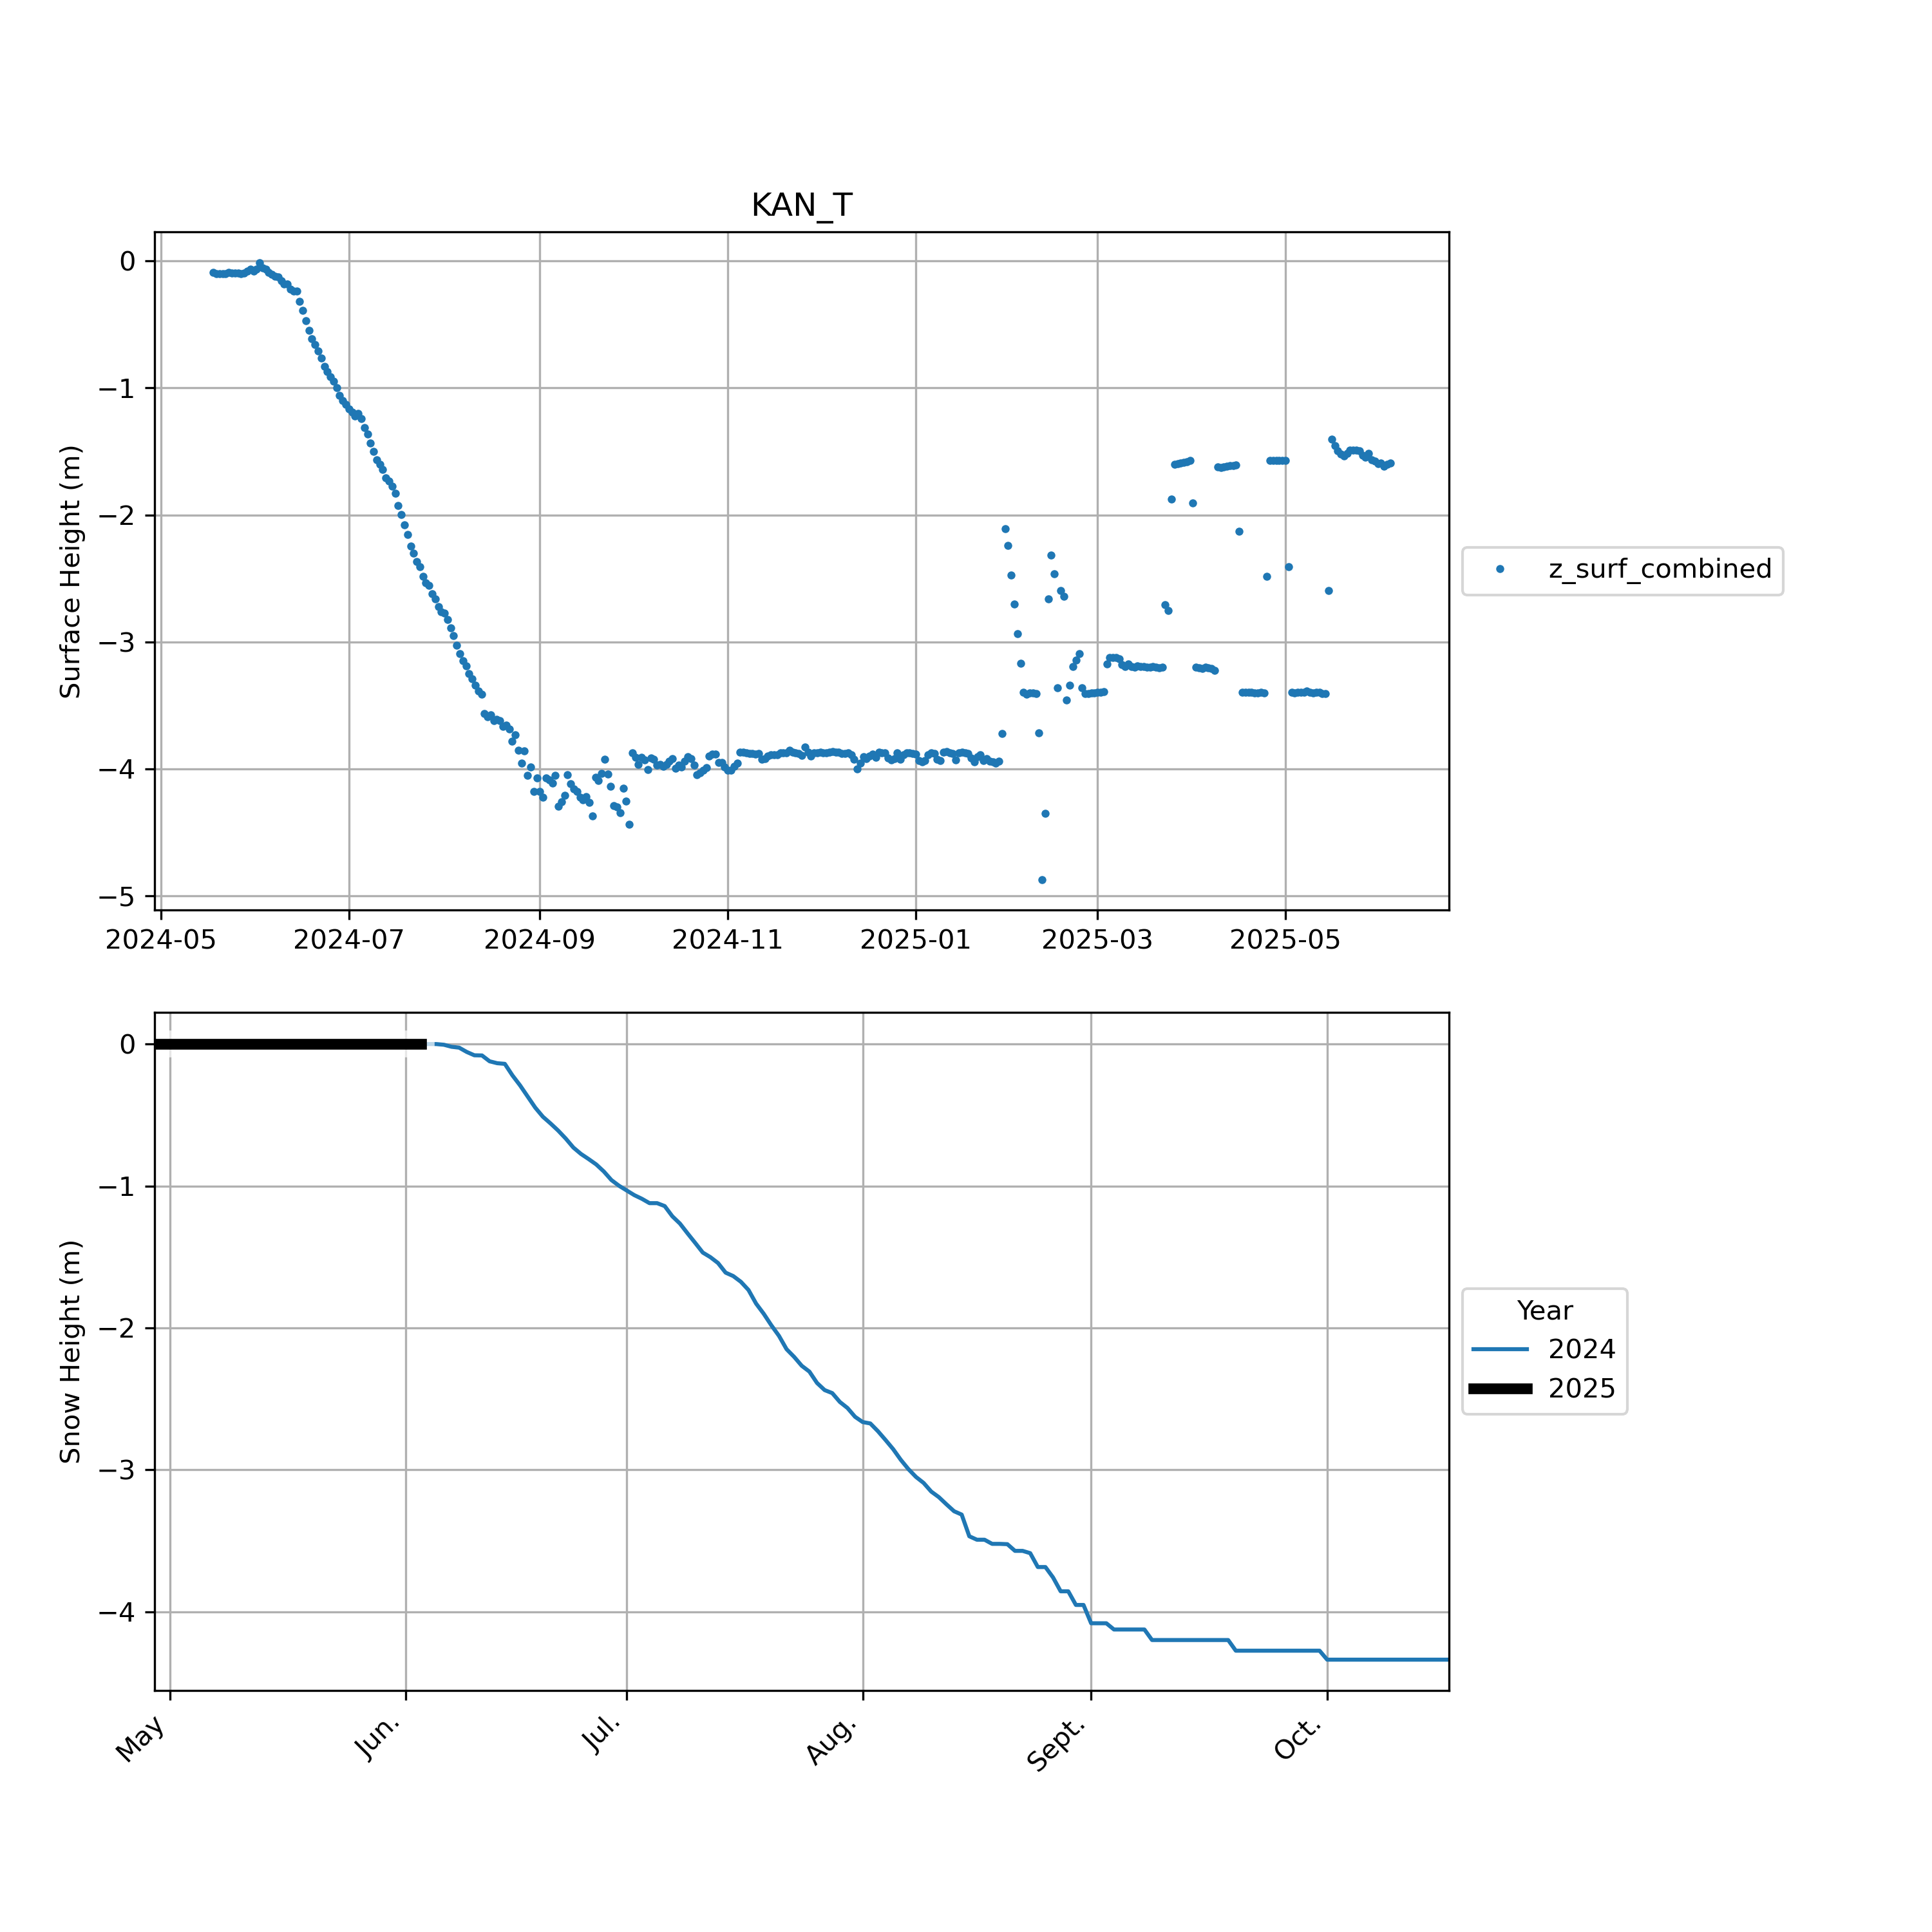 KAN_T
Surface Height (m)
0
−1
−2
−3
−4
−5
2024-05 2024-07 2024-09 2024-11 2025-01 2025-03 2025-05
z_surf_combined
Snow Height (m)
0
−1
−2
−3
−4
May Jun. Jul. Aug. Sept. Oct.
Year
2024
2025